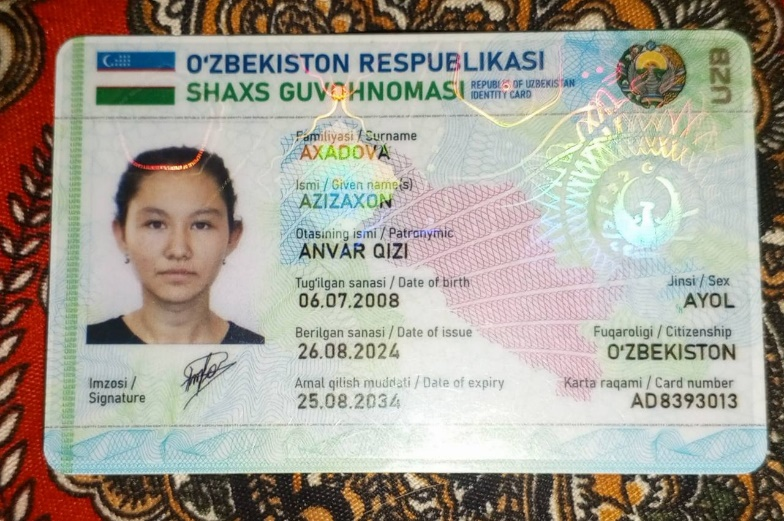 O‘ZBEKISTON RESPUBLIKASI
SHAXS GUVOHNOMASI
REPUBLIC OF UZBEKISTAN
IDENTITY CARD
UZB
Familiyasi / Surname
AXADOVA
Ismi / Given name(s)
AZIZAXON
Otasining ismi / Patronymic
ANVAR QIZI
Tug‘ilgan sanasi / Date of birth
06.07.2008
Jinsi / Sex
AYOL
Berilgan sanasi / Date of issue
26.08.2024
Fuqaroligi / Citizenship
O‘ZBEKISTON
Imzosi /
Signature
Amal qilish muddati / Date of expiry
25.08.2034
Karta raqami / Card number
AD8393013